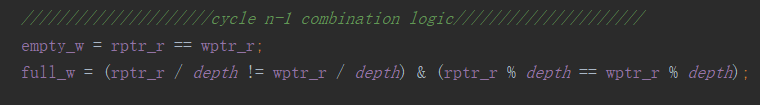 //////////////////////cycle n-1 combination logic//////////////////////
empty_w = rptr_r == wptr_r;
full_w = (rptr_r / depth != wptr_r / depth) & (rptr_r % depth == wptr_r % depth);